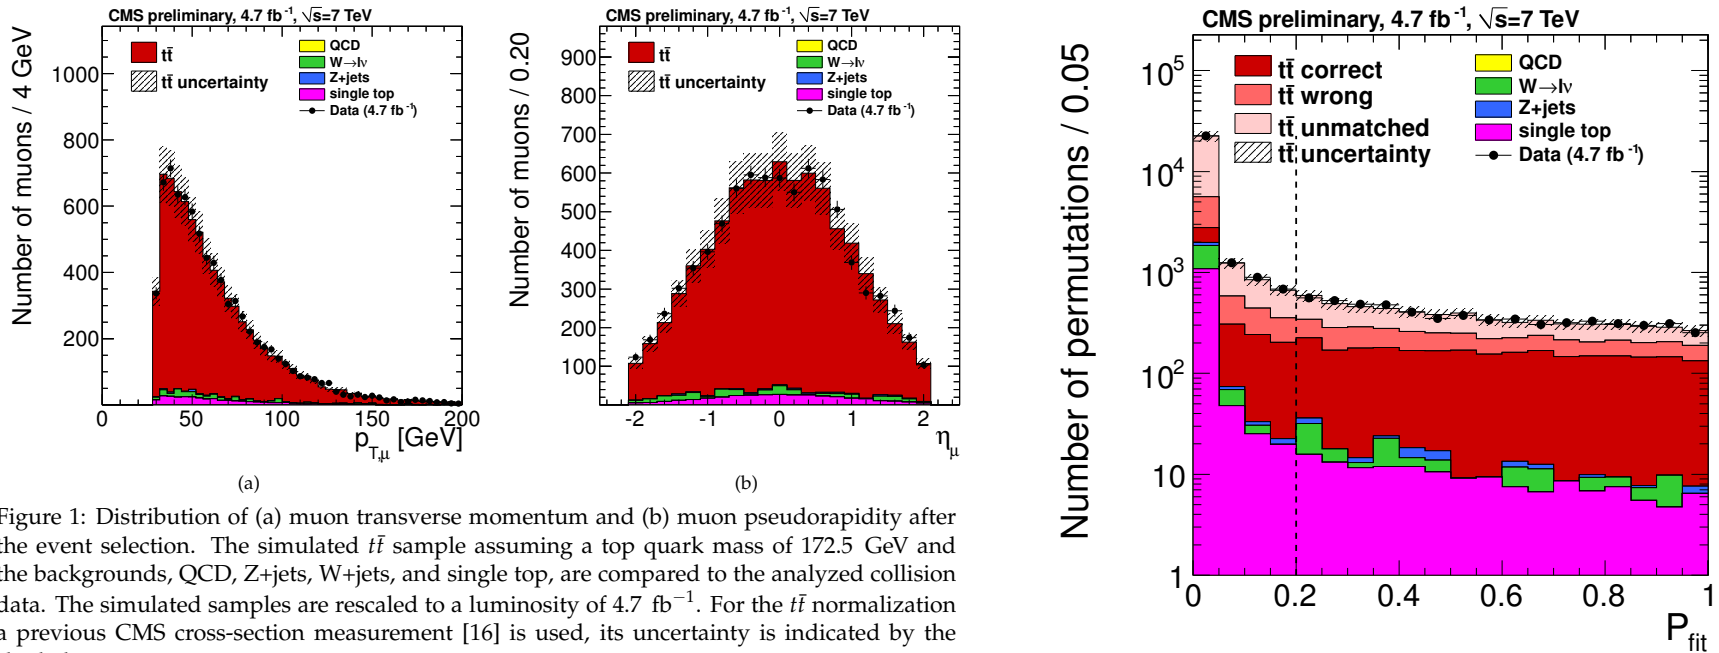 CMS preliminary, 4.7 fb⁻¹, √s=7 TeV
Number of muons / 4 GeV
tt̄
tt̄ uncertainty
QCD
W→lν
Z+jets
single top
Data (4.7 fb⁻¹)
1000
800
600
400
200
0 50 100 150 200
p_T,μ [GeV]
(a)
CMS preliminary, 4.7 fb⁻¹, √s=7 TeV
Number of muons / 0.20
tt̄
tt̄ uncertainty
QCD
W→lν
Z+jets
single top
Data (4.7 fb⁻¹)
900
800
700
600
500
400
300
200
100
-2 -1 0 1 2
η_μ
(b)
Figure 1: Distribution of (a) muon transverse momentum and (b) muon pseudorapidity after
the event selection. The simulated tt̄ sample assuming a top quark mass of 172.5 GeV and
the backgrounds, QCD, Z+jets, W+jets, and single top, are compared to the analyzed collision
data. The simulated samples are rescaled to a luminosity of 4.7 fb⁻¹. For the tt̄ normalization
a previous CMS cross-section measurement [16] is used, its uncertainty is indicated by the
CMS preliminary, 4.7 fb⁻¹, √s=7 TeV
Number of permutations / 0.05
tt̄ correct
tt̄ wrong
tt̄ unmatched
tt̄ uncertainty
QCD
W→lν
Z+jets
single top
Data (4.7 fb⁻¹)
10⁵
10⁴
10³
10²
10
1
0 0.2 0.4 0.6 0.8 1
P_fit